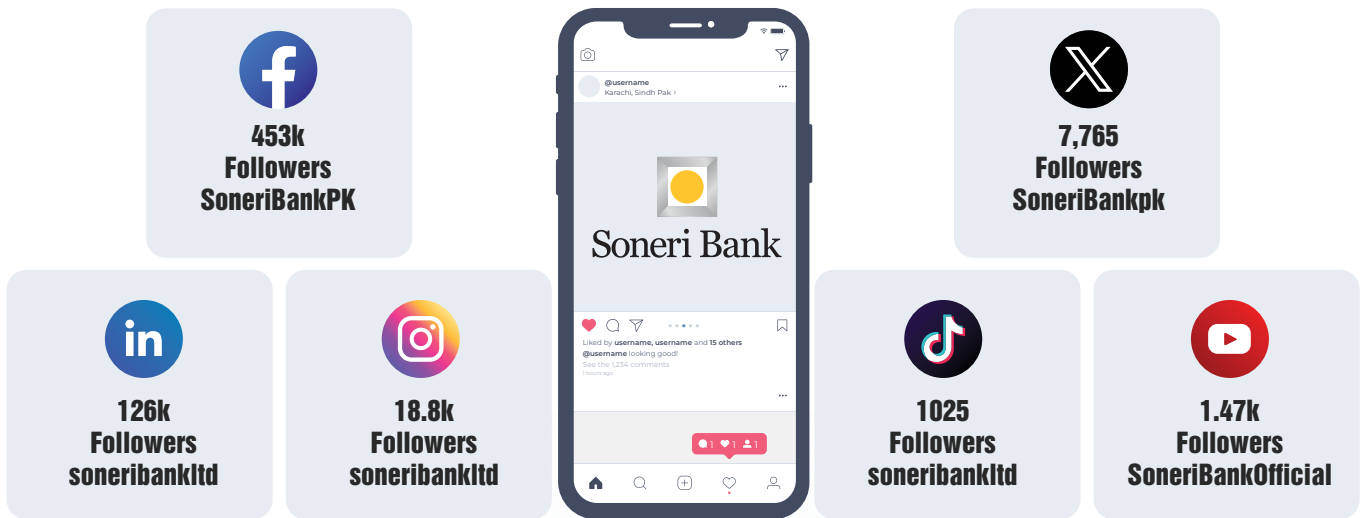 453k
Followers
SoneriBankPK
7,765
Followers
SoneriBankpk
in
126k
Followers
soneribankltd
18.8k
Followers
soneribankltd
@username
Karachi, Sindh Pak >
Soneri Bank
Liked by username, username and 15 others
@username looking good!
See the 1,234 comments
1 hours ago
1 1 1
1025
Followers
soneribankltd
1.47k
Followers
SoneriBankOfficial